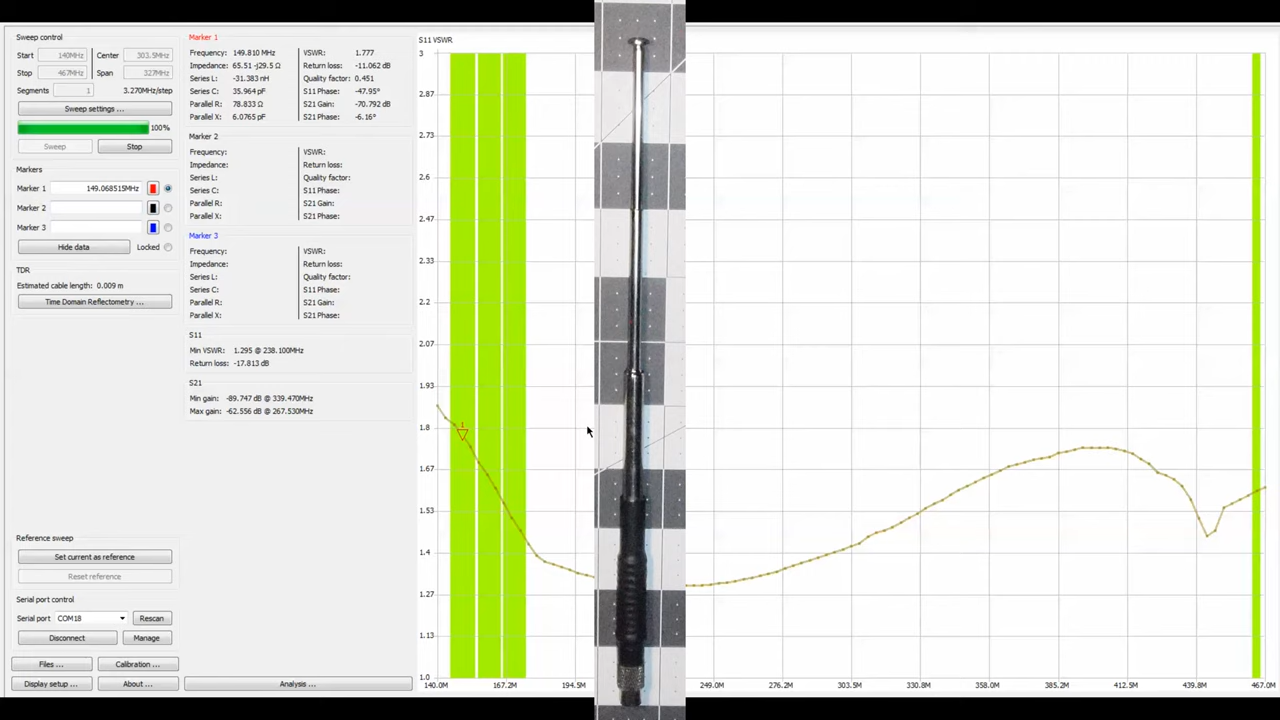 Sweep control
Start 140MHz Center 303.5MHz
Stop 467MHz Span 327MHz
Segments 1 3.270MHz/step
Sweep settings ...
100%
Sweep Stop
Markers
Marker 1 149.068515MHz
Marker 2
Marker 3
Hide data Locked
TDR
Estimated cable length: 0.009 m
Time Domain Reflectometry ...
Reference sweep
Set current as reference
Reset reference
Serial port control
Serial port COM18 Rescan
Disconnect Manage
Files ... Calibration ...
Display setup ... About ...
Marker 1
Frequency: 149.810 MHz VSWR: 1.777
Impedance: 65.51 -j29.5 Ω Return loss: -11.062 dB
Series L: -31.383 nH Quality factor: 0.451
Series C: 35.964 pF S11 Phase: -47.95°
Parallel R: 78.833 Ω S21 Gain: -70.792 dB
Parallel X: 6.0765 pF S21 Phase: -6.16°
Marker 2
Frequency: VSWR:
Impedance: Return loss:
Series L: Quality factor:
Series C: S11 Phase:
Parallel R: S21 Gain:
Parallel X: S21 Phase:
Marker 3
Frequency: VSWR:
Impedance: Return loss:
Series L: Quality factor:
Series C: S11 Phase:
Parallel R: S21 Gain:
Parallel X: S21 Phase:
S11
Min VSWR: 1.295 @ 238.100MHz
Return loss: -17.813 dB
S21
Min gain: -89.747 dB @ 339.470MHz
Max gain: -62.556 dB @ 267.530MHz
Analysis ...
S11 VSWR
3
2.87
2.73
2.6
2.47
2.33
2.2
2.07
1.93
1.8
1.67
1.53
1.4
1.27
1.13
1.0
1
140.0M 167.2M 194.5M 249.0M 276.2M 303.5M 330.8M 358.0M 385.2M 412.5M 439.8M 467.0M